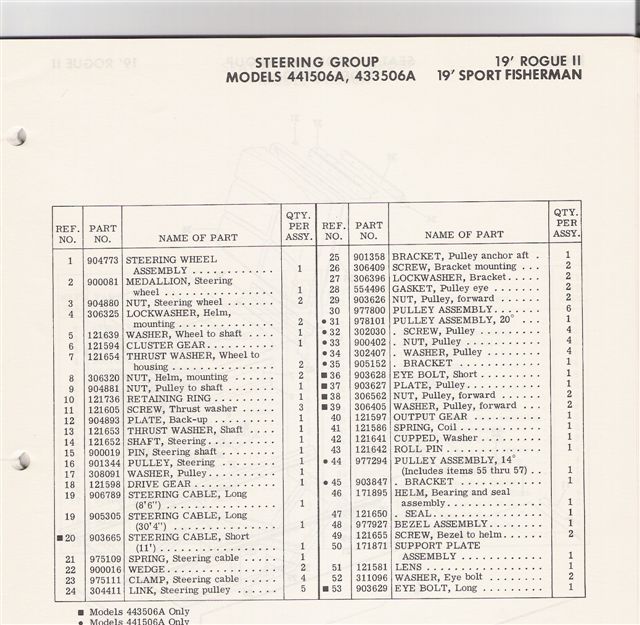 STEERING GROUP
MODELS 441506A, 433506A
19' ROGUE II
19' SPORT FISHERMAN
REF. NO. PART NO. NAME OF PART QTY. PER ASSY.
1 904773 STEERING WHEEL
ASSEMBLY . . . . . . . . . . . . 1
2 900081 MEDALLION, Steering
wheel . . . . . . . . . . . . . . . 1
3 904880 NUT, Steering wheel . . . . . . . 2
4 306325 LOCKWASHER, Helm,
mounting . . . . . . . . . . . . . 2
5 121639 WASHER, Wheel to shaft . . . . 1
6 121594 CLUSTER GEAR . . . . . . . . . . 1
7 121654 THRUST WASHER, Wheel to
housing . . . . . . . . . . . . . . 2
8 306320 NUT, Helm, mounting . . . . . . 2
9 904881 NUT, Pulley to shaft . . . . . . . 1
10 121736 RETAINING RING . . . . . . . . . 1
11 121605 SCREW, Thrust washer . . . . . 3
12 904893 PLATE, Back-up . . . . . . . . . . 1
13 121653 THRUST WASHER, Shaft . . . . 1
14 121652 SHAFT, Steering . . . . . . . . . . 1
15 900019 PIN, Steering shaft . . . . . . . . 1
16 901344 PULLEY, Steering . . . . . . . . . 1
17 308091 WASHER, Pulley . . . . . . . . . . 1
18 121598 DRIVE GEAR . . . . . . . . . . . . 1
19 906789 STEERING CABLE, Long
(8'6") . . . . . . . . . . . . . . . . 1
19 905305 STEERING CABLE, Long
(30'4") . . . . . . . . . . . . . . . 1
■ 20 903665 STEERING CABLE, Short
(11') . . . . . . . . . . . . . . . . . 1
21 975109 SPRING, Steering cable . . . . . 1
22 900016 WEDGE . . . . . . . . . . . . . . . . 2
23 975111 CLAMP, Steering cable . . . . . 4
24 304411 LINK, Steering pulley . . . . . . 5
REF. NO. PART NO. NAME OF PART QTY. PER ASSY.
25 901358 BRACKET, Pulley anchor aft . 1
26 306409 SCREW, Bracket mounting . . . 2
27 306396 LOCKWASHER, Bracket . . . . . 2
28 554496 GASKET, Pulley eye . . . . . . . 2
29 903626 NUT, Pulley, forward . . . . . . 2
30 977800 PULLEY ASSEMBLY . . . . . . . . 6
• 31 978101 PULLEY ASSEMBLY, 20° . . . . 1
• 32 302030 . SCREW, Pulley . . . . . . . . . 4
• 33 900402 . NUT, Pulley . . . . . . . . . . . 4
• 34 302407 . WASHER, Pulley . . . . . . . . 4
• 35 905152 . BRACKET . . . . . . . . . . . . . 1
■ 36 903628 EYE BOLT, Short . . . . . . . . . 1
■ 37 903627 PLATE, Pulley . . . . . . . . . . . 1
■ 38 306562 NUT, Pulley, forward . . . . . . 2
■ 39 306405 WASHER, Pulley, forward . . . 2
40 121597 OUTPUT GEAR . . . . . . . . . . . 1
41 121586 SPRING, Coil . . . . . . . . . . . . 1
42 121641 CUPPED, Washer . . . . . . . . . 1
43 121642 ROLL PIN . . . . . . . . . . . . . . 1
• 44 977294 PULLEY ASSEMBLY, 14°
(Includes items 55 thru 57) . . 1
• 45 903847 . BRACKET . . . . . . . . . . . . . 1
46 171895 HELM, Bearing and seal
assembly . . . . . . . . . . . . . . 1
47 121650 . SEAL . . . . . . . . . . . . . . . . 1
48 977927 BEZEL ASSEMBLY . . . . . . . . . 1
49 121655 SCREW, Bezel to helm . . . . . . 2
50 171871 SUPPORT PLATE
ASSEMBLY . . . . . . . . . . . . . 1
51 121581 LENS . . . . . . . . . . . . . . . . . 1
52 311096 WASHER, Eye bolt . . . . . . . . 2
■ 53 903629 EYE BOLT, Long . . . . . . . . . . 1
■ Models 443506A Only
• Models 441506A Only